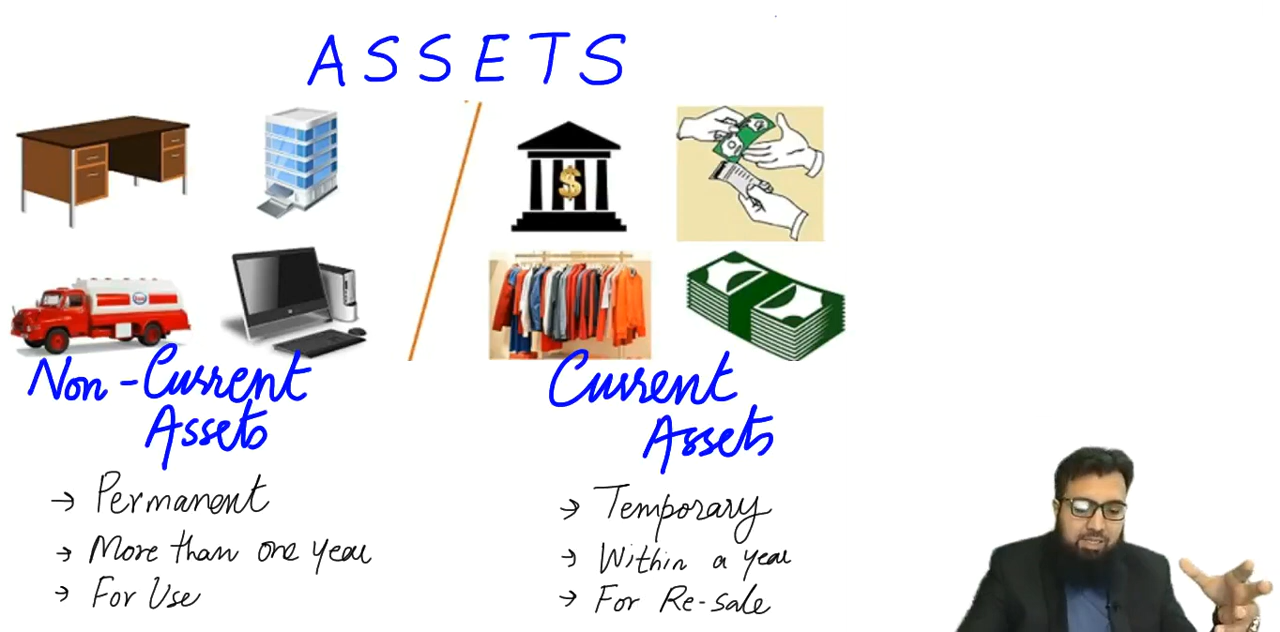 ASSETS
Non-Current
Assets
→ Permanent
→ More than one year
→ For Use
Current
Assets
→ Temporary
→ Within a year
→ For Re-sale